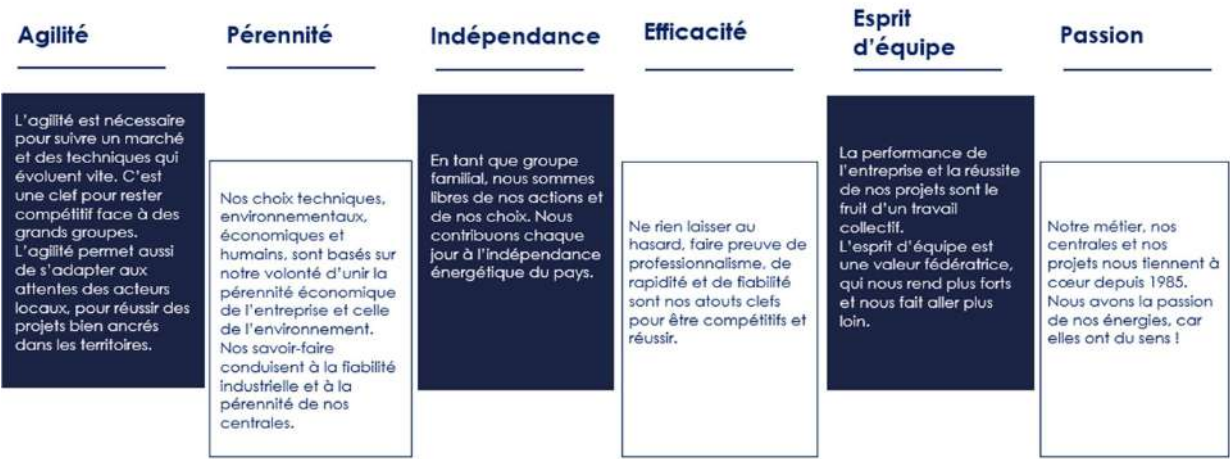 Agilité
L'agilité est nécessaire
pour suivre un marché
et des techniques qui
évoluent vite. C'est
une clef pour rester
compétitif face à des
grands groupes.
L'agilité permet aussi
de s'adapter aux
attentes des acteurs
locaux, pour réussir des
projets bien ancrés
dans les territoires.
Pérennité
Nos choix techniques,
environnementaux,
économiques et
humains, sont basés sur
notre volonté d'unir la
pérennité économique
de l'entreprise et celle
de l'environnement.
Nos savoir-faire
conduisent à la fiabilité
industrielle et à la
pérennité de nos
centrales.
Indépendance
En tant que groupe
familial, nous sommes
libres de nos actions et
de nos choix. Nous
contribuons chaque
jour à l'indépendance
énergétique du pays.
Efficacité
Ne rien laisser au
hasard, faire preuve de
professionnalisme, de
rapidité et de fiabilité
sont nos atouts clefs
pour être compétitifs et
réussir.
Esprit
d'équipe
La performance de
l'entreprise et la réussite
de nos projets sont le
fruit d'un travail
collectif.
L'esprit d'équipe est
une valeur fédératrice,
qui nous rend plus forts
et nous fait aller plus
loin.
Passion
Notre métier, nos
centrales et nos
projets nous tiennent à
cœur depuis 1985.
Nous avons la passion
de nos énergies, car
elles ont du sens !